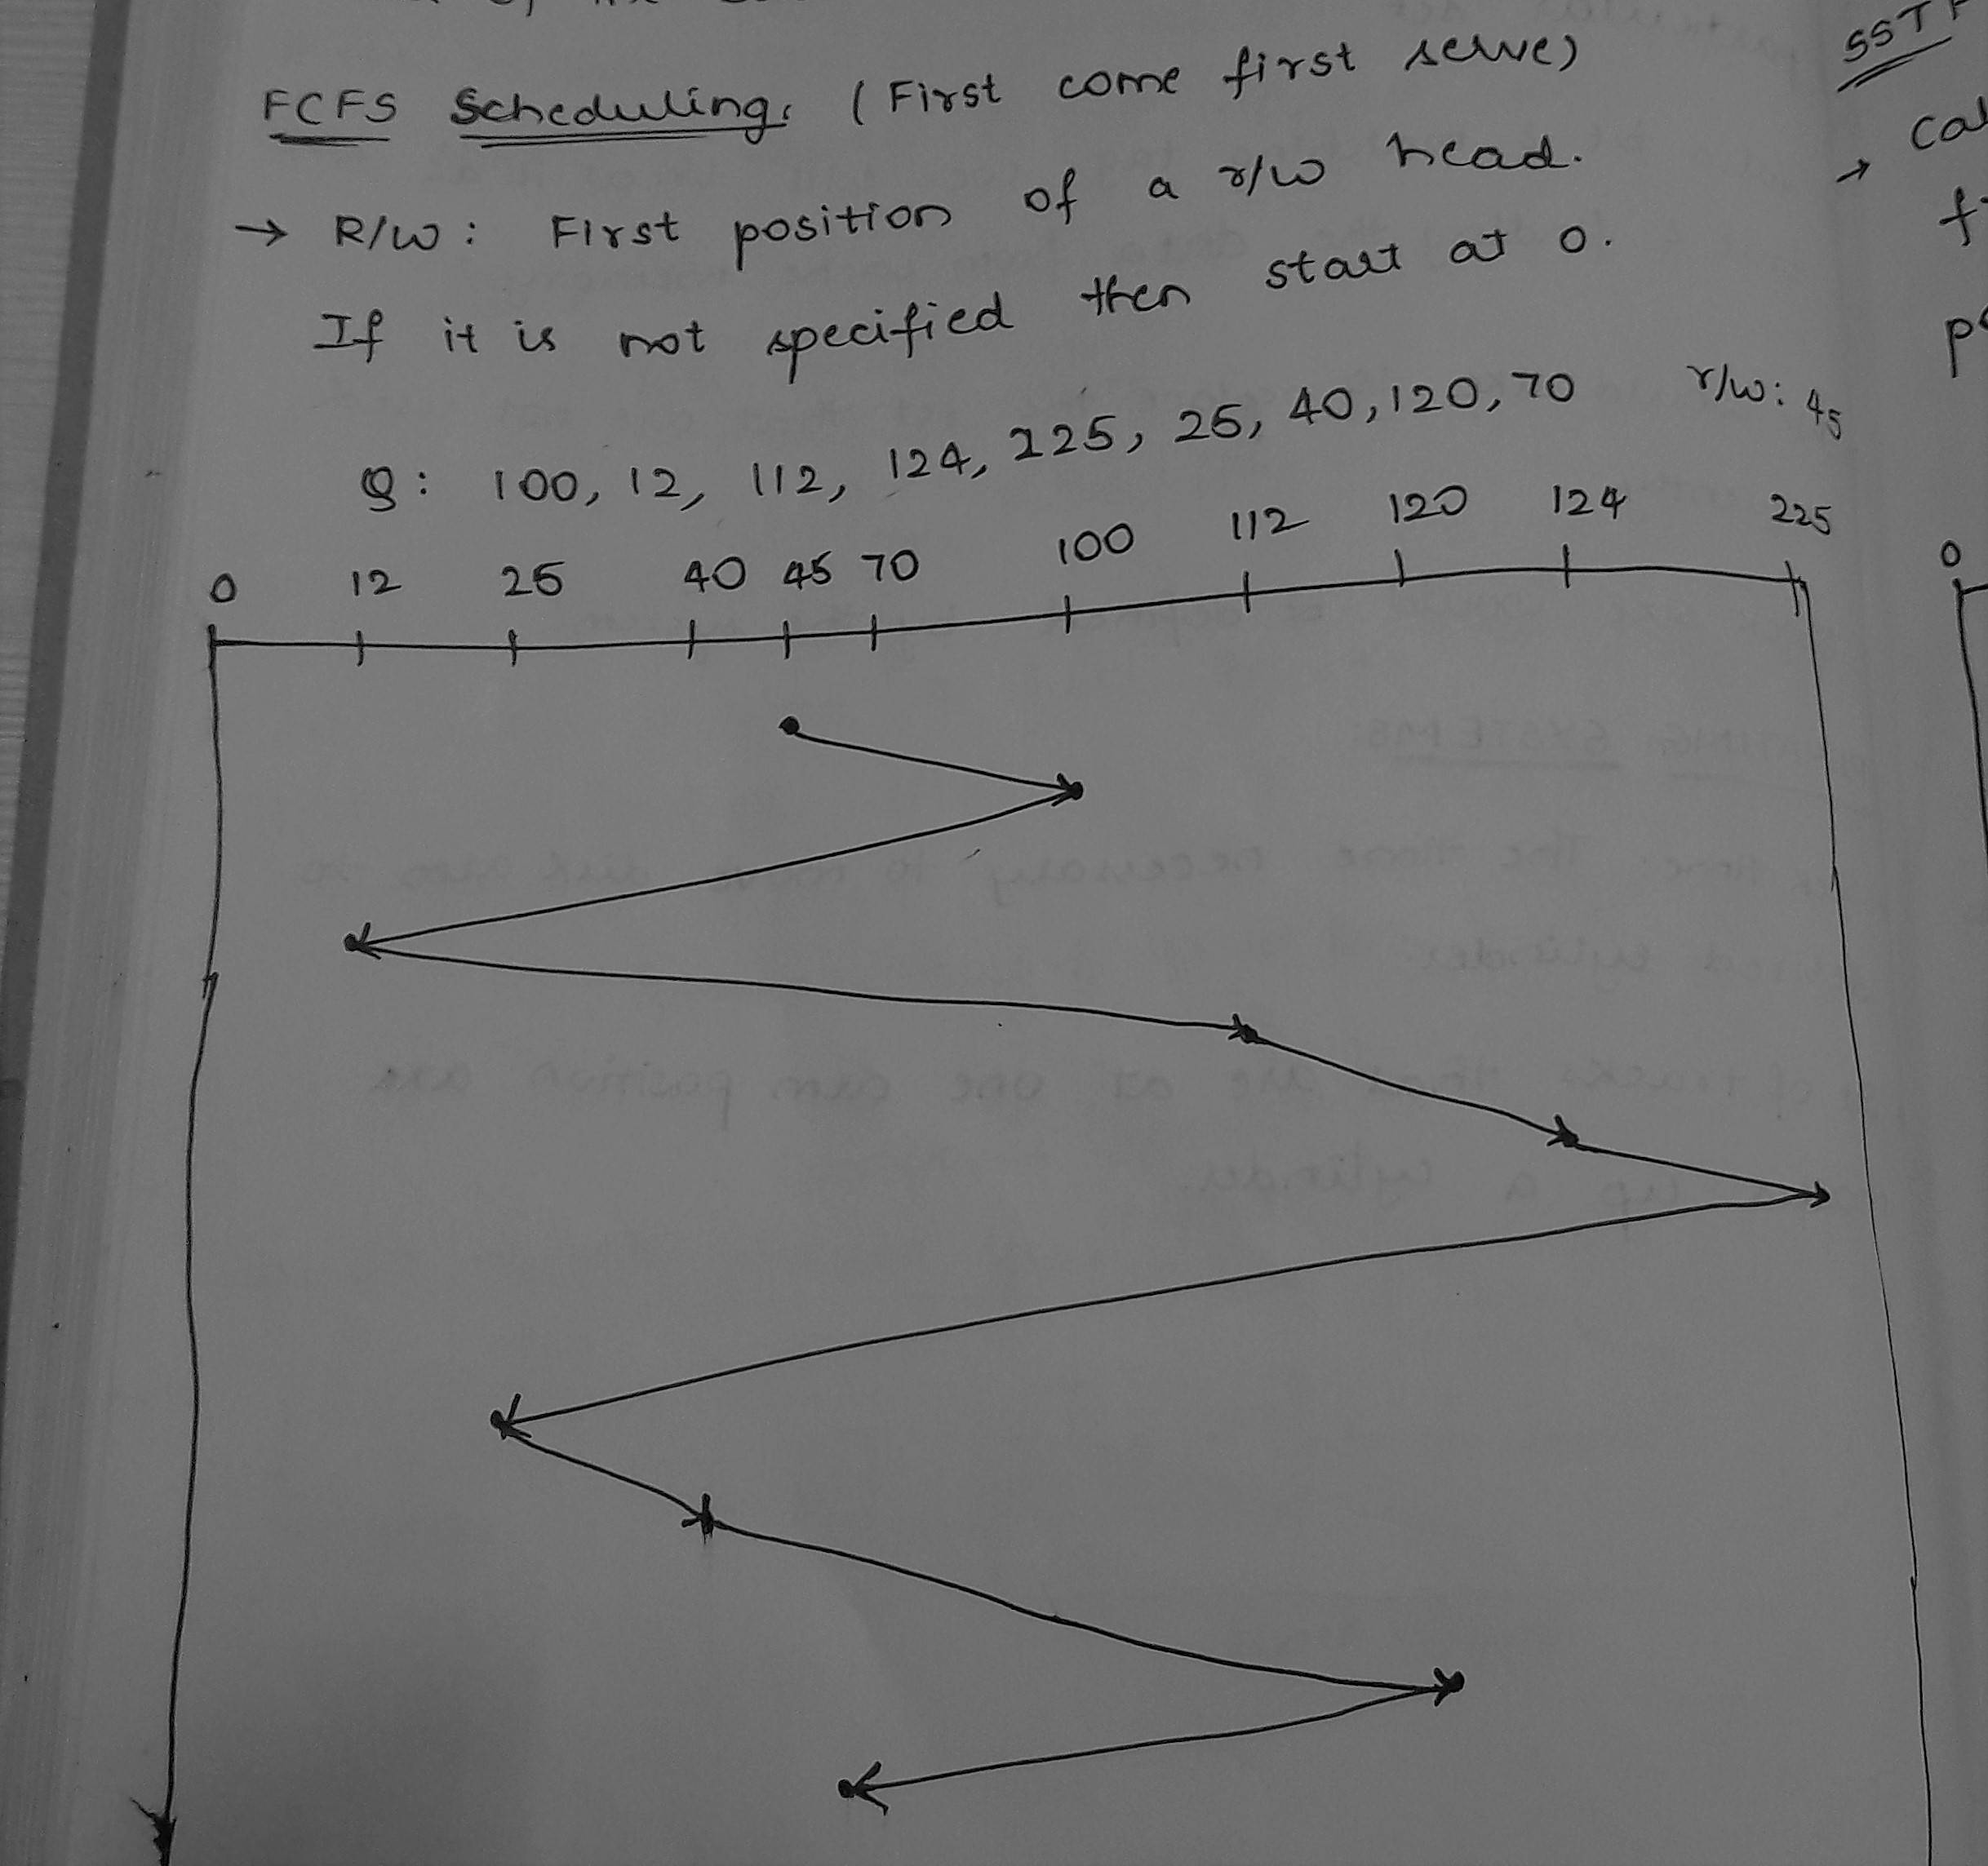 FCFS Scheduling: (First come first serve)
→ R/W: First position of a r/w head.
If it is not specified then start at 0.
Q: 100, 12, 112, 124, 225, 25, 40, 120, 70 r/w: 45
0 12 25 40 45 70 100 112 120 124 225
SSTF
0